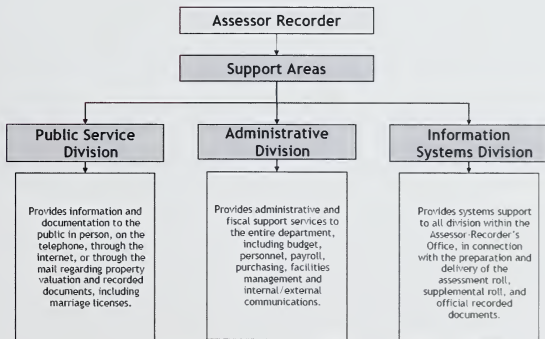 Assessor Recorder
Support Areas
Public Service
Division
Administrative
Division
Information
Systems Division
Provides information and
documentation to the
public in person, on the
telephone, through the
internet, or through the
mail regarding property
valuation and recorded
documents, including
marriage licenses.
Provides administrative and
fiscal support services to
the entire department,
including budget,
personnel, payroll,
purchasing, facilities
management and
internal/external
communications.
Provides systems support
to all division within the
Assessor-Recorder's
Office, in connection
with the preparation and
delivery of the
assessment roll,
supplemental roll, and
official recorded
documents.